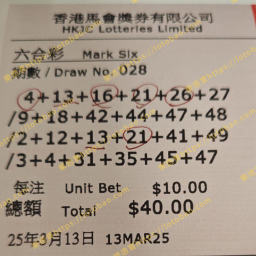 香港馬會獎券有限公司
HKJC Lotteries Limited
六合彩 Mark Six
期數 / Draw No. 028
4+13+16+21+26+27
/9+18+42+44+47+48
/2+12+13+21+41+49
/3+4+31+35+45+47
每注 Unit Bet $10.00
總額 Total $40.00
25年3月13日 13MAR25